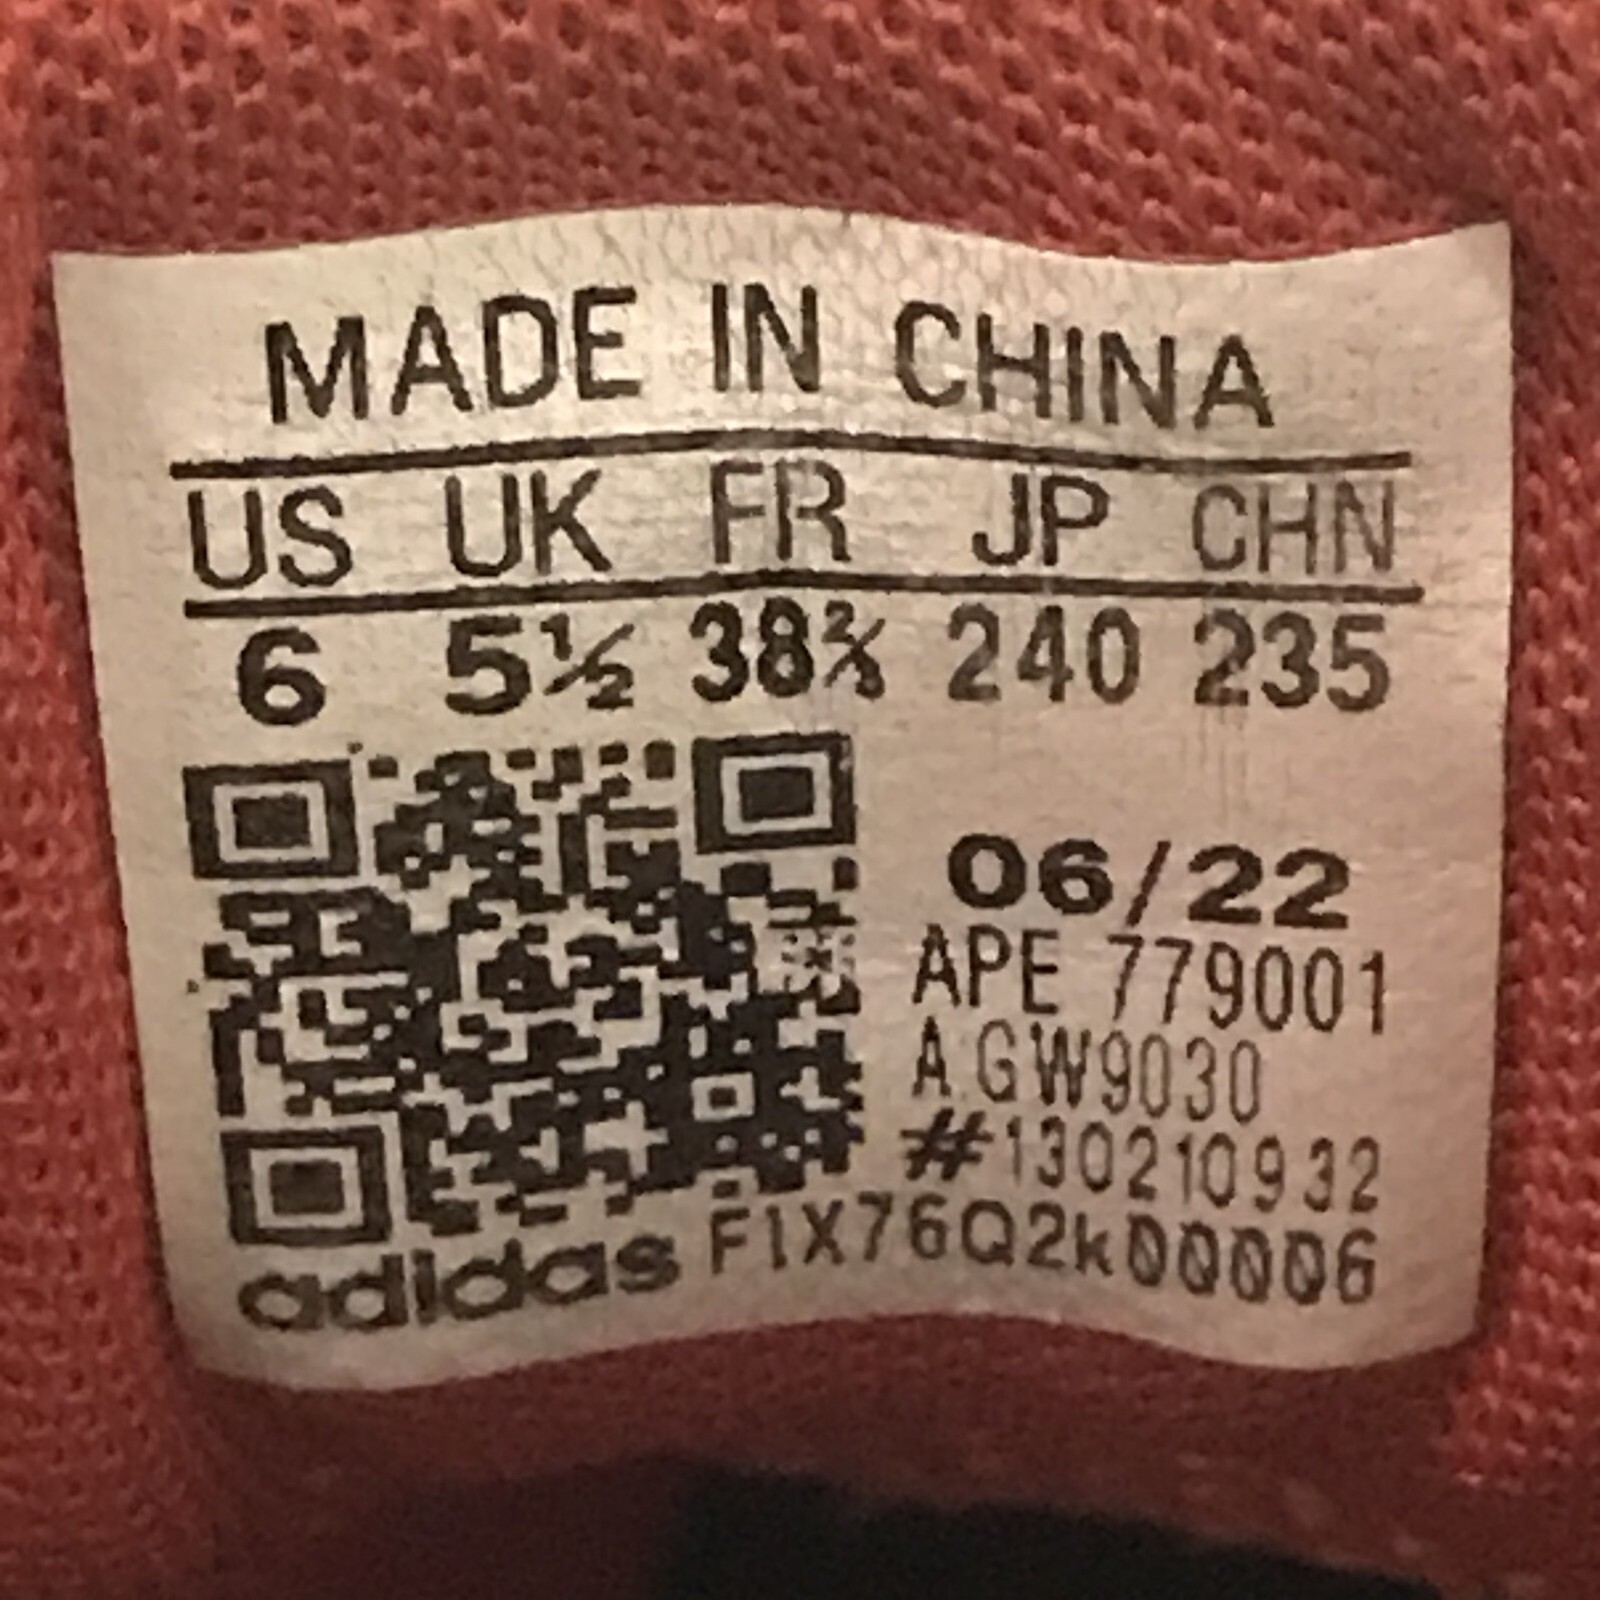 MADE IN CHINA
US UK FR JP CHN
6 5½ 38⅔ 240 235
06/22
APE 779001
A.GW9030
#130210932
adidas F1X76Q2k00006